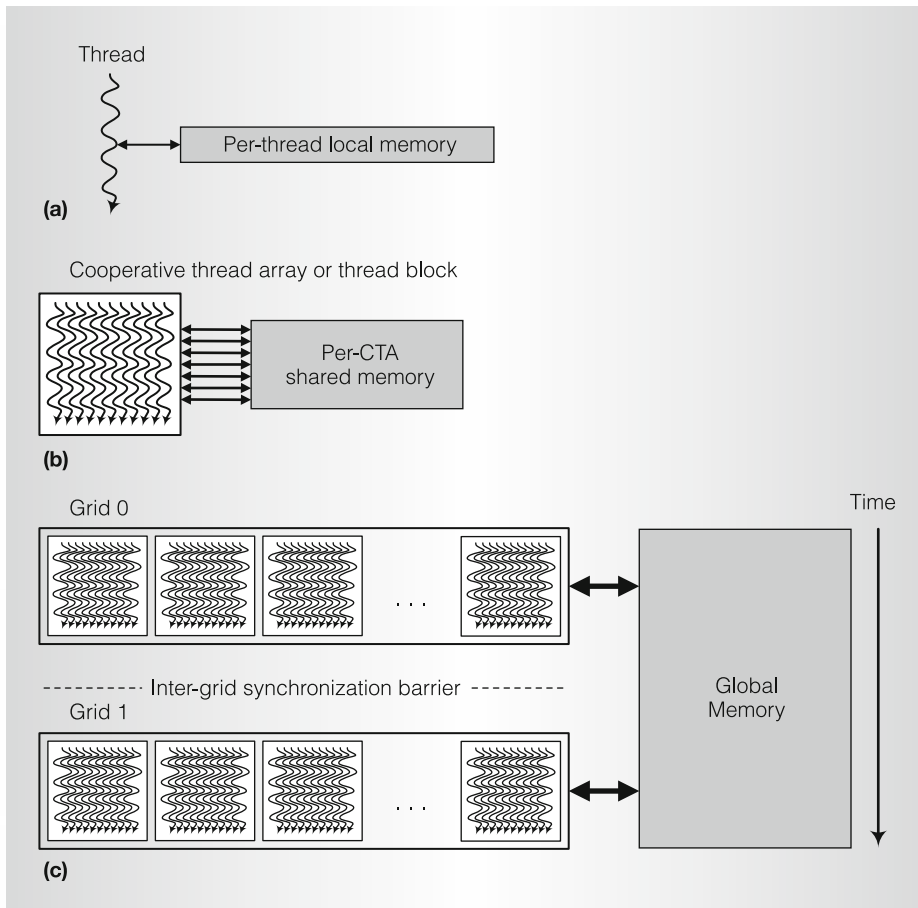 Thread
Per-thread local memory
(a)
Cooperative thread array or thread block
Per-CTA
shared memory
(b)
Grid 0
Time
. . .
Inter-grid synchronization barrier
Global
Memory
Grid 1
. . .
(c)